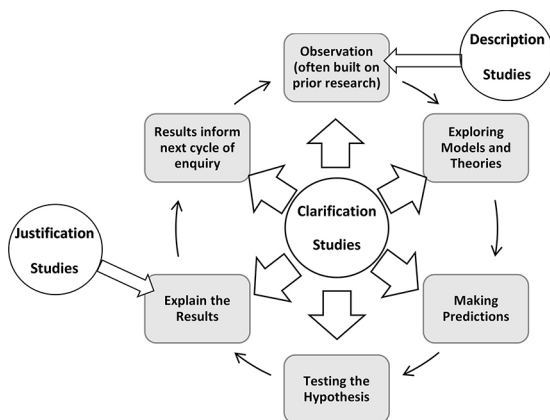 Observation
(often built on
prior research)
Description
Studies
Exploring
Models and
Theories
Making
Predictions
Testing the
Hypothesis
Explain the
Results
Justification
Studies
Results inform
next cycle of
enquiry
Clarification
Studies